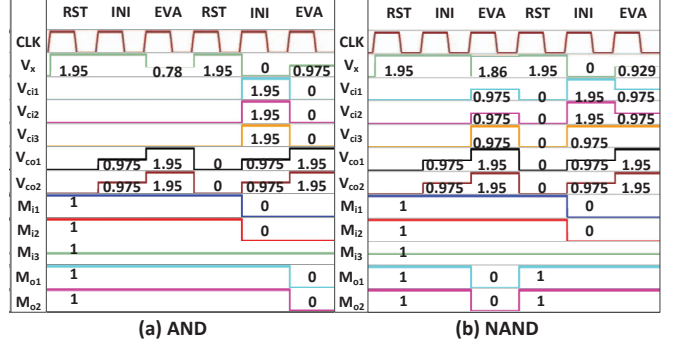 RST INI EVA RST INI EVA RST INI EVA RST INI EVA
CLK CLK
Vx 1.95 0.78 1.95 0 0.975 Vx 1.95 1.86 1.95 0 0.929
Vci1 1.95 0 Vci1 0.975 0 1.95 0.975
Vci2 1.95 0 Vci2 0.975 0 1.95 0.975
Vci3 1.95 0 Vci3 0.975 0 0.975
Vco1 0.975 1.95 0 0.975 1.95 Vco1 0.975 1.95 0 0.975 1.95
Vco2 0.975 1.95 0 0.975 1.95 Vco2 0.975 1.95 0 0.975 1.95
Mi1 1 0 Mi1 1 0
Mi2 1 0 Mi2 1 0
Mi3 1 Mi3 1
Mo1 1 0 Mo1 1 0 1
Mo2 1 0 Mo2 1 0 1
(a) AND (b) NAND